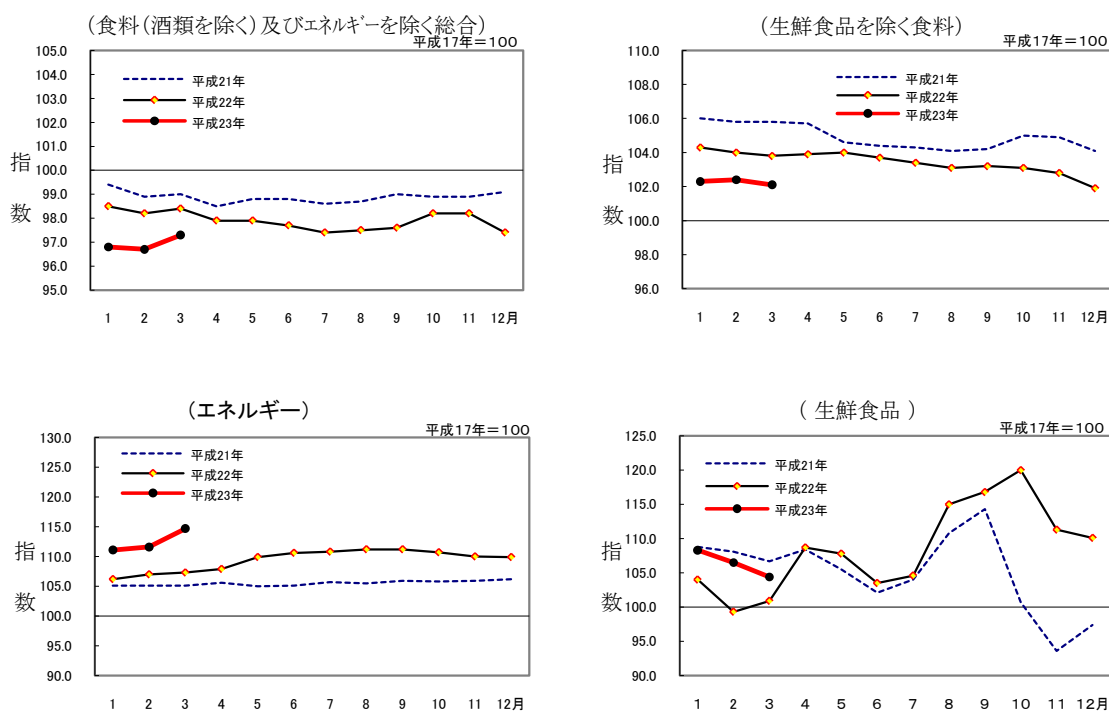 (食料(酒類を除く)及びエネルギーを除く総合)
平成17年=100
105.0
104.0
103.0
102.0
101.0
100.0
99.0
98.0
97.0
96.0
95.0
指
数
平成21年
平成22年
平成23年
1 2 3 4 5 6 7 8 9 10 11 12月
(生鮮食品を除く食料)
平成17年=100
110.0
108.0
106.0
104.0
102.0
100.0
98.0
96.0
指
数
平成21年
平成22年
平成23年
1 2 3 4 5 6 7 8 9 10 11 12月
(エネルギー)
平成17年=100
130.0
125.0
120.0
115.0
110.0
105.0
100.0
95.0
90.0
指
数
平成21年
平成22年
平成23年
1 2 3 4 5 6 7 8 9 10 11 12月
( 生鮮食品 )
平成17年=100
125.0
120.0
115.0
110.0
105.0
100.0
95.0
90.0
指
数
平成21年
平成22年
平成23年
1 2 3 4 5 6 7 8 9 10 11 12月